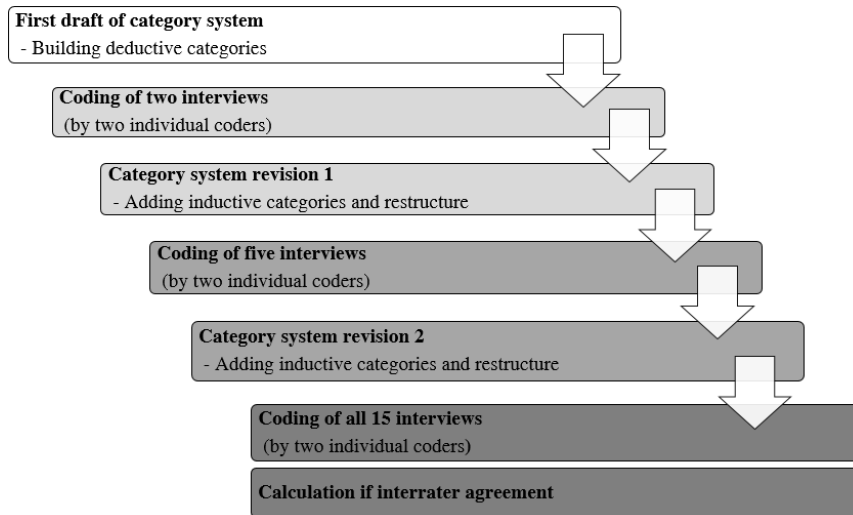 First draft of category system
- Building deductive categories
Coding of two interviews
(by two individual coders)
Category system revision 1
- Adding inductive categories and restructure
Coding of five interviews
(by two individual coders)
Category system revision 2
- Adding inductive categories and restructure
Coding of all 15 interviews
(by two individual coders)
Calculation if interrater agreement